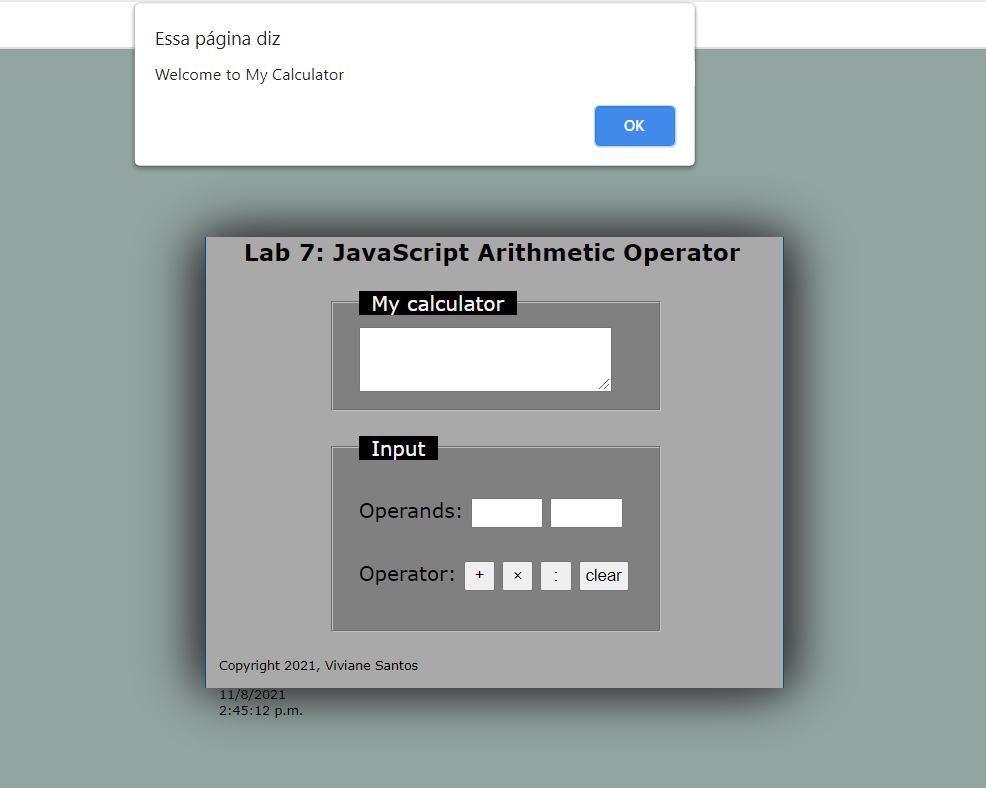 Essa página diz
Welcome to My Calculator
OK
Lab 7: JavaScript Arithmetic Operator
My calculator
Input
Operands:
Operator: + × : clear
Copyright 2021, Viviane Santos
11/8/2021
2:45:12 p.m.